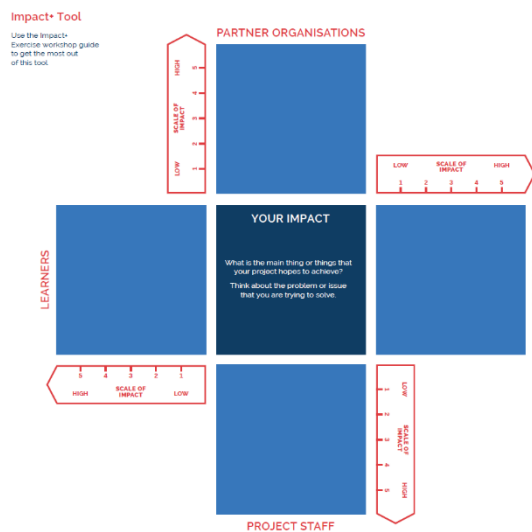 Impact+ Tool
Use the Impact+
Exercise workshop guide
to get the most out
of this tool
PARTNER ORGANISATIONS
HIGH
SCALE OF
IMPACT
LOW
5
4
3
2
1
LOW
SCALE OF
IMPACT
HIGH
1 2 3 4 5
LEARNERS
YOUR IMPACT
What is the main thing or things that
your project hopes to achieve?
Think about the problem or issue
that you are trying to solve.
5 4 3 2 1
HIGH
SCALE OF
IMPACT
LOW
LOW
SCALE OF
IMPACT
HIGH
1
2
3
4
5
PROJECT STAFF